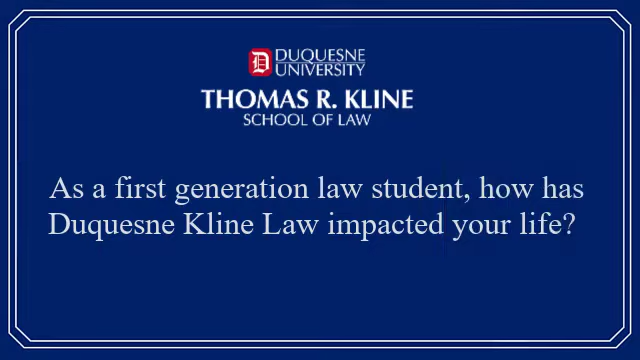 DUQUESNE
UNIVERSITY
THOMAS R. KLINE
SCHOOL OF LAW
As a first generation law student, how has
Duquesne Kline Law impacted your life?